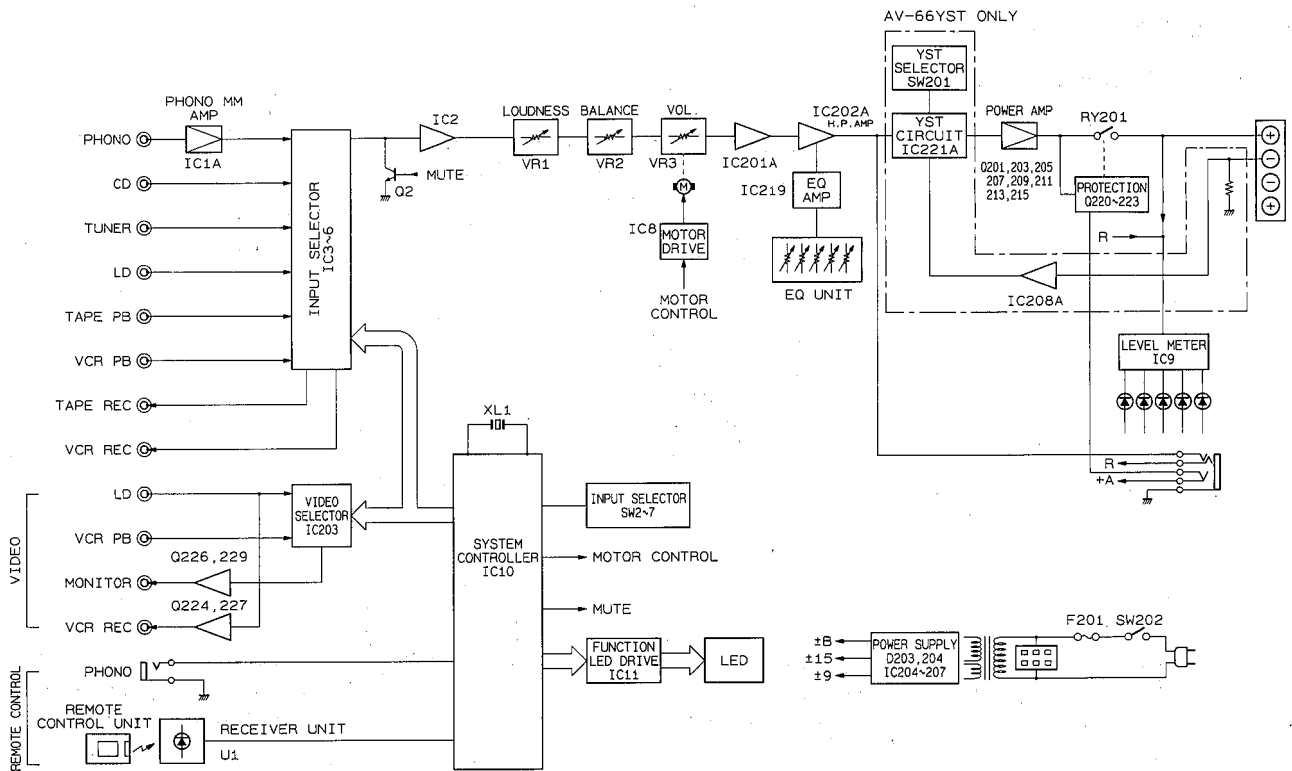 AV-66YST ONLY
YST
SELECTOR
SW201
PHONO MM
AMP
IC1A
PHONO
CD
TUNER
LD
TAPE PB
VCR PB
TAPE REC
VCR REC
INPUT SELECTOR
IC3~6
IC2
Q2
MUTE
LOUDNESS
VR1
BALANCE
VR2
VOL.
VR3
M
IC8
MOTOR
DRIVE
MOTOR
CONTROL
IC201A
IC202A
H.P.AMP
IC219
EQ
AMP
EQ UNIT
YST
CIRCUIT
IC221A
POWER AMP
Q201,203,205
207,209,211
213,215
RY201
PROTECTION
Q220~223
R
IC208A
+
−
−
+
LEVEL METER
IC9
R
+A
XL1
VIDEO
LD
VCR PB
MONITOR
VCR REC
VIDEO
SELECTOR
IC203
Q226,229
Q224,227
SYSTEM
CONTROLLER
IC10
INPUT SELECTOR
SW2~7
MOTOR CONTROL
MUTE
FUNCTION
LED DRIVE
IC11
LED
REMOTE CONTROL
PHONO
REMOTE
CONTROL UNIT
RECEIVER UNIT
U1
±B
±15
±9
POWER SUPPLY
D203,204
IC204~207
F201
SW202